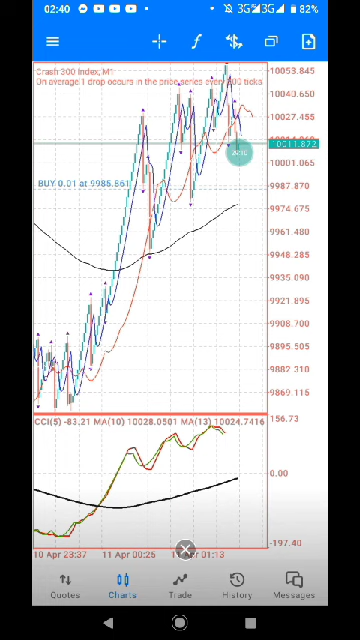 02:40
3G 3G 82%
Crash 300 Index, M1
On average 1 drop occurs in the price series every 300 ticks
BUY 0.01 at 9985.861
10053.845
10043.650
10027.455
10011.872
10001.065
9987.870
9974.675
9961.480
9948.285
9935.090
9921.895
9908.700
9895.505
9882.310
9869.115
CCI(5) -83.21 MA(10) 10028.0501 MA(13) 10024.7416
156.73
0.00
-197.40
10 Apr 23:37 11 Apr 00:25 11 Apr 01:13
Quotes Charts Trade History Messages